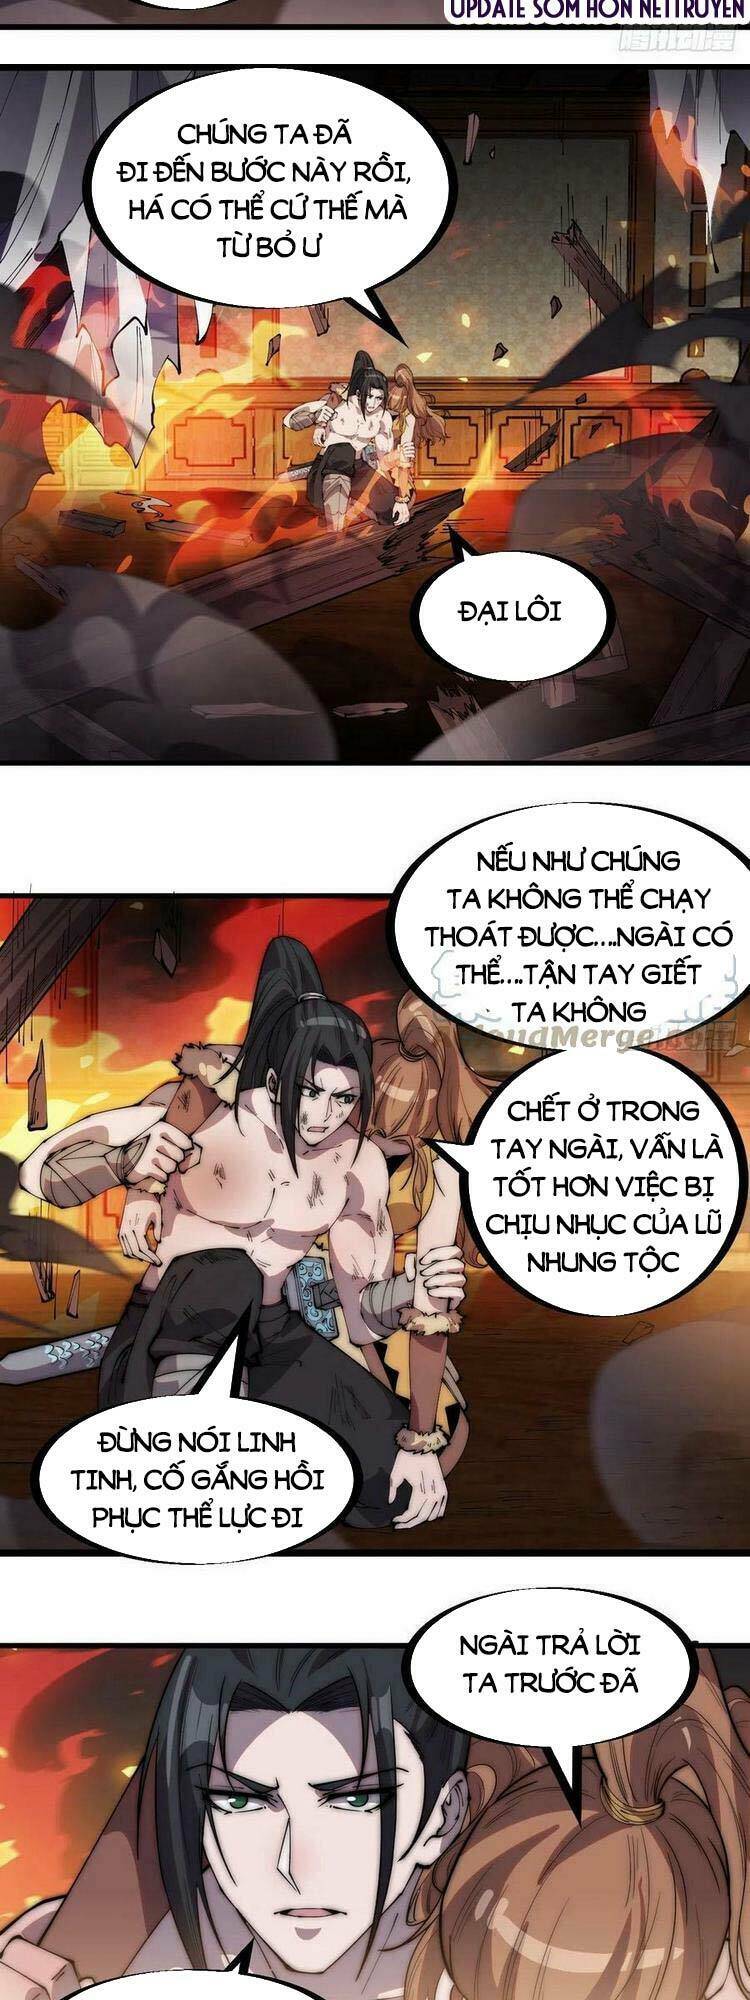 UPDATE SỚM HƠN NETTRUYEN
CHÚNG TA ĐÃ
ĐI ĐẾN BƯỚC NÀY RỒI,
HÁ CÓ THỂ CỨ THẾ MÀ
TỪ BỎ Ư
ĐẠI LÔI
NẾU NHƯ CHÚNG
TA KHÔNG THỂ CHẠY
THOÁT ĐƯỢC....NGÀI CÓ
THỂ....TẬN TAY GIẾT
TA KHÔNG
CloudMerge.com
CHẾT Ở TRONG
TAY NGÀI, VẪN LÀ
TỐT HƠN VIỆC BỊ
CHỊU NHỤC CỦA LŨ
NHUNG TỘC
ĐỪNG NÓI LINH
TINH, CỐ GẮNG HỒI
PHỤC THỂ LỰC ĐI
NGÀI TRẢ LỜI
TA TRƯỚC ĐÃ